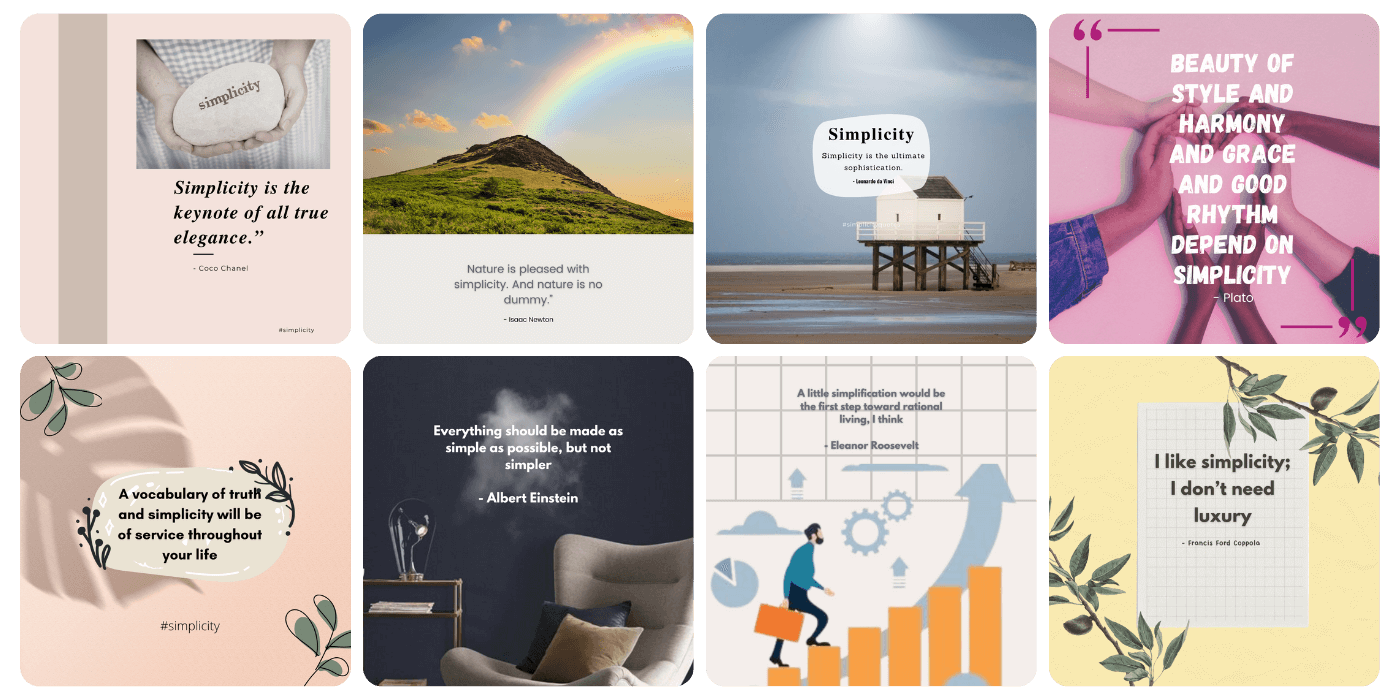 simplicity
Simplicity is the
keynote of all true
elegance.”
- Coco Chanel
#simplicity
Nature is pleased with
simplicity. And nature is no
dummy."
- Isaac Newton
Simplicity
Simplicity is the ultimate
sophistication.
- Leonardo da Vinci
“
BEAUTY OF
STYLE AND
HARMONY
AND GRACE
AND GOOD
RHYTHM
DEPEND ON
SIMPLICITY
- Plato
”
A vocabulary of truth
and simplicity will be
of service throughout
your life
#simplicity
Everything should be made as
simple as possible, but not
simpler
- Albert Einstein
A little simplification would be
the first step toward rational
living, I think
- Eleanor Roosevelt
I like simplicity;
I don’t need
luxury
- Francis Ford Coppola